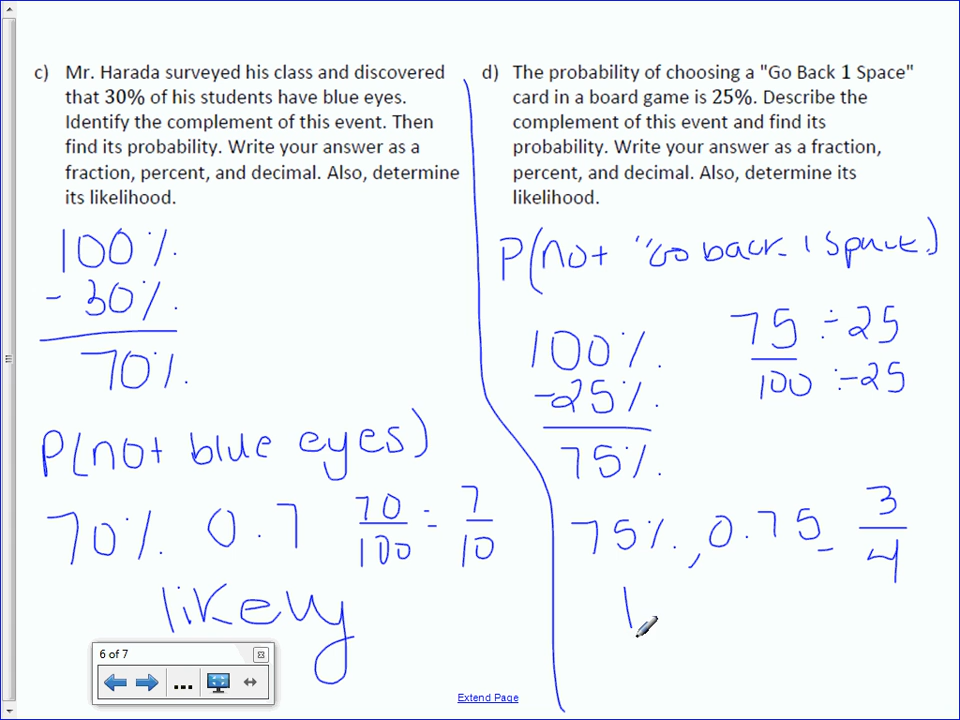 c) Mr. Harada surveyed his class and discovered
that 30% of his students have blue eyes.
Identify the complement of this event. Then
find its probability. Write your answer as a
fraction, percent, and decimal. Also, determine
its likelihood.
100%.
- 30%.
70%.
P(not blue eyes)
70%. 0.7 70/100 = 7/10
likely
d) The probability of choosing a "Go Back 1 Space"
card in a board game is 25%. Describe the
complement of this event and find its
probability. Write your answer as a fraction,
percent, and decimal. Also, determine its
likelihood.
P(not "Go back 1 space.)
100%.
-25%.
75%.
75 ÷25
100 ÷25
75%., 0.75 3/4
l
6 of 7
...
Extend Page